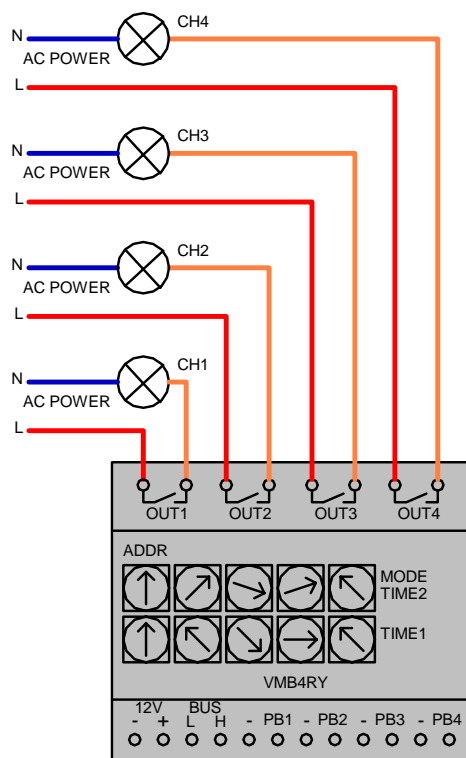 CH4
N
AC POWER
L
CH3
N
AC POWER
L
CH2
N
AC POWER
L
CH1
N
AC POWER
L
OUT1 OUT2 OUT3 OUT4
ADDR
MODE
TIME2
TIME1
VMB4RY
12V BUS
- + L H - PB1 - PB2 - PB3 - PB4